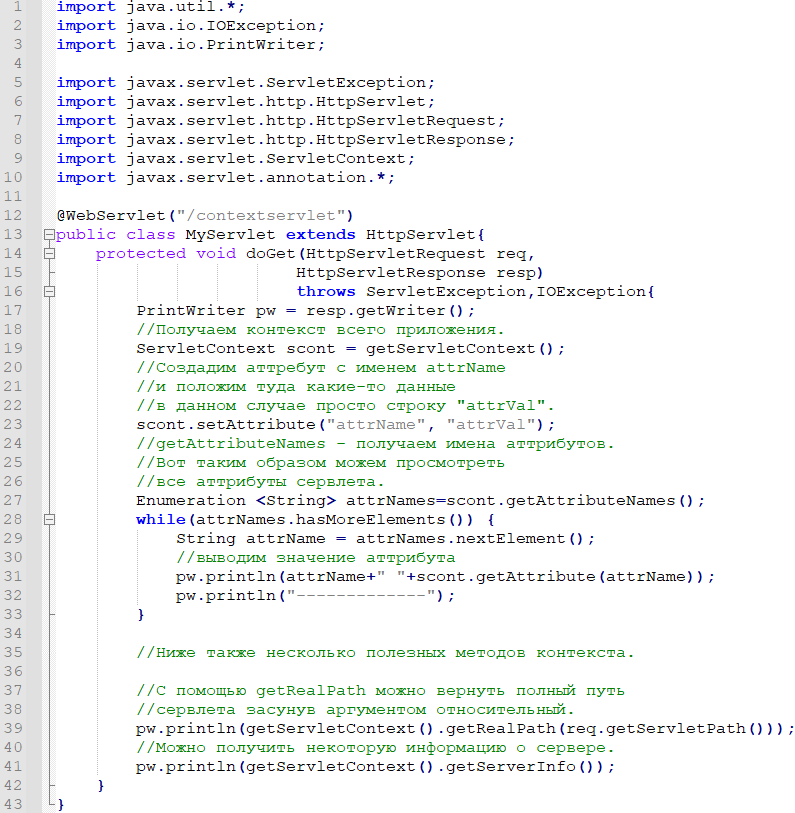 1 import java.util.*;
2 import java.io.IOException;
3 import java.io.PrintWriter;
4
5 import javax.servlet.ServletException;
6 import javax.servlet.http.HttpServlet;
7 import javax.servlet.http.HttpServletRequest;
8 import javax.servlet.http.HttpServletResponse;
9 import javax.servlet.ServletContext;
10 import javax.servlet.annotation.*;
11
12 @WebServlet("/contextservlet")
13 public class MyServlet extends HttpServlet{
14 protected void doGet(HttpServletRequest req,
15 HttpServletResponse resp)
16 throws ServletException,IOException{
17 PrintWriter pw = resp.getWriter();
18 //Получаем контекст всего приложения.
19 ServletContext scont = getServletContext();
20 //Создадим аттребут с именем attrName
21 //и положим туда какие-то данные
22 //в данном случае просто строку "attrVal".
23 scont.setAttribute("attrName", "attrVal");
24 //getAttributeNames - получаем имена аттрибутов.
25 //Вот таким образом можем просмотреть
26 //все аттрибуты сервлета.
27 Enumeration <String> attrNames=scont.getAttributeNames();
28 while(attrNames.hasMoreElements()) {
29 String attrName = attrNames.nextElement();
30 //выводим значение аттрибута
31 pw.println(attrName+" "+scont.getAttribute(attrName));
32 pw.println("-------------");
33 }
34
35 //Ниже также несколько полезных методов контекста.
36
37 //С помощью getRealPath можно вернуть полный путь
38 //сервлета засунув аргументом относительный.
39 pw.println(getServletContext().getRealPath(req.getServletPath()));
40 //Можно получить некоторую информацию о сервере.
41 pw.println(getServletContext().getServerInfo());
42 }
43 }